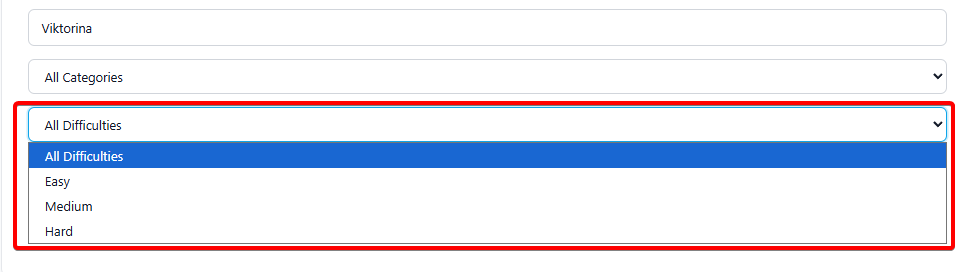 Viktorina
All Categories
All Difficulties
All Difficulties
Easy
Medium
Hard